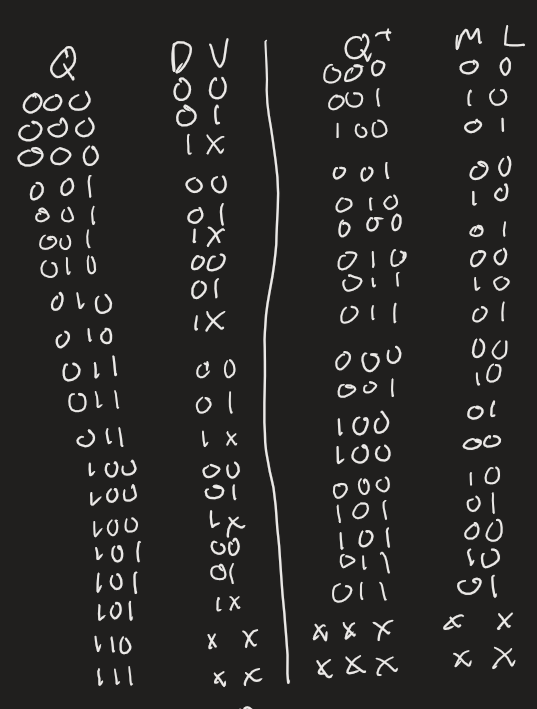 Q D V Q+ M L
000 0 0 000 0 0
000 0 1 001 1 0
000 1 X 100 0 1
001 0 0 001 0 0
001 0 1 010 1 0
001 1 X 000 0 1
010 0 0 010 0 0
010 0 1 011 1 0
010 1 X 011 0 1
011 0 0 000 0 0
011 0 1 001 1 0
011 1 x 100 0 1
100 0 0 100 0 0
100 0 1 000 1 0
100 1 x 101 0 1
101 0 0 101 0 0
101 0 1 011 1 0
101 1 x 011 0 1
110 x x x x x x x
111 x x x x x x x